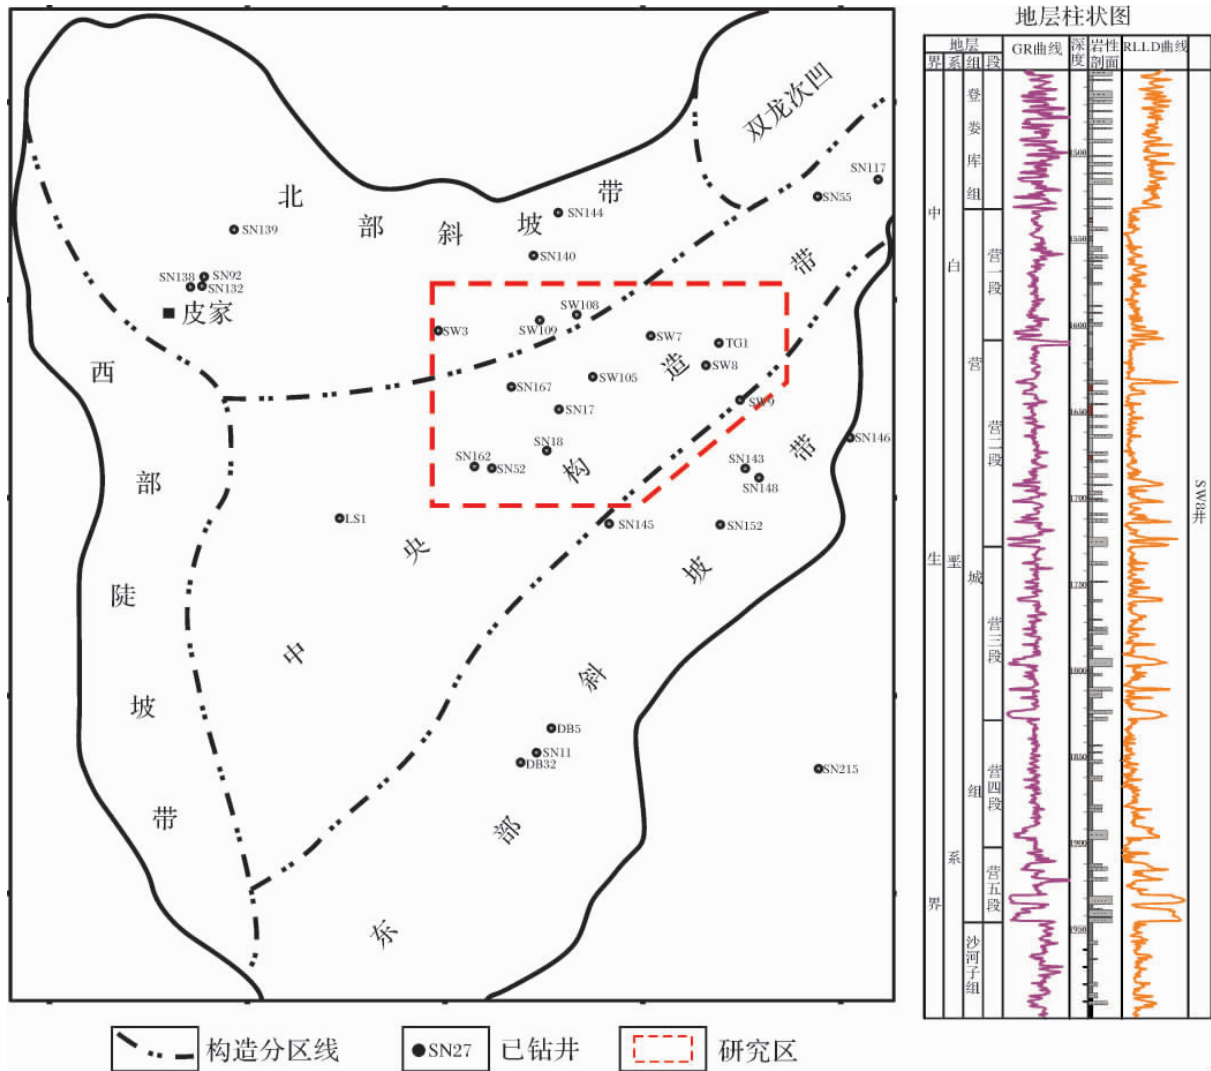 地层柱状图
地层
GR曲线
深度
岩性剖面
RLLD曲线
界
系
组
段
双龙次凹
SN117
SN55
北部斜坡带
SN144
SN139
SN140
SN138
SN92
SN132
皮家
SW3
SW109
SW108
SW7
TG1
SW8
SW105
SN167
SN17
SW9
SN18
SN162
SN52
SN143
SN148
SN146
SN145
SN152
LS1
中央构造带
西部陡坡带
东部斜坡带
DB5
SN11
DB32
SN215
中生界
白垩系
登娄库组
营城组
沙河子组
营一段
营二段
营三段
营四段
营五段
1500
1550
1600
1650
1700
1750
1800
1850
1900
1950
SW8井
构造分区线
SN27
已钻井
研究区